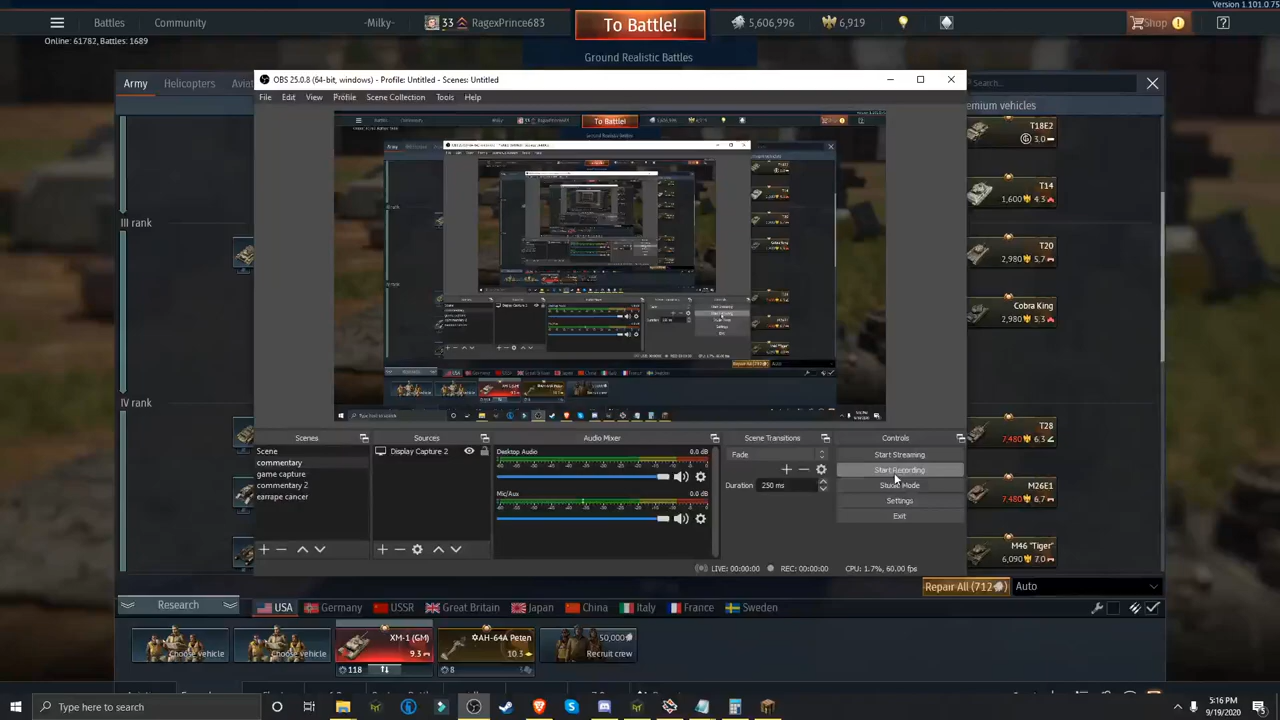 Version 1.101.0.75
Battles
Community
-Milky-
33
RagexPrince683
To Battle!
5,606,996
6,919
Shop
Online: 61782, Battles: 1689
Ground Realistic Battles
Army
Helicopters
Search...
OBS 25.0.8 (64-bit, windows) - Profile: Untitled - Scenes: Untitled
File
Edit
View
Profile
Scene Collection
Tools
Help
T18E2
3.0
T14
1,600
4.3
T20
2,980
5.7
Cobra King
2,980
5.3
III rank
IV rank
T28
7,480
6.3
M26E1
7,480
6.7
M46 "Tiger"
6,090
7.0
Scenes
Scene
commentary
game capture
commentary 2
earrape cancer
Sources
Display Capture 2
Audio Mixer
Desktop Audio
0.0 dB
Mic/Aux
0.0 dB
Scene Transitions
Fade
Duration
250 ms
Controls
Start Streaming
Start Recording
Studio Mode
Settings
Exit
LIVE: 00:00:00
REC: 00:00:00
CPU: 1.7%, 60.00 fps
Repair All (712
Auto
Research
USA
Germany
USSR
Great Britain
Japan
China
Italy
France
Sweden
Choose vehicle
Choose vehicle
XM-1 (GM)
9.3
118
AH-64A Peten
10.3
8
50,000
Recruit crew
Type here to search
5:16 PM
9/19/2020